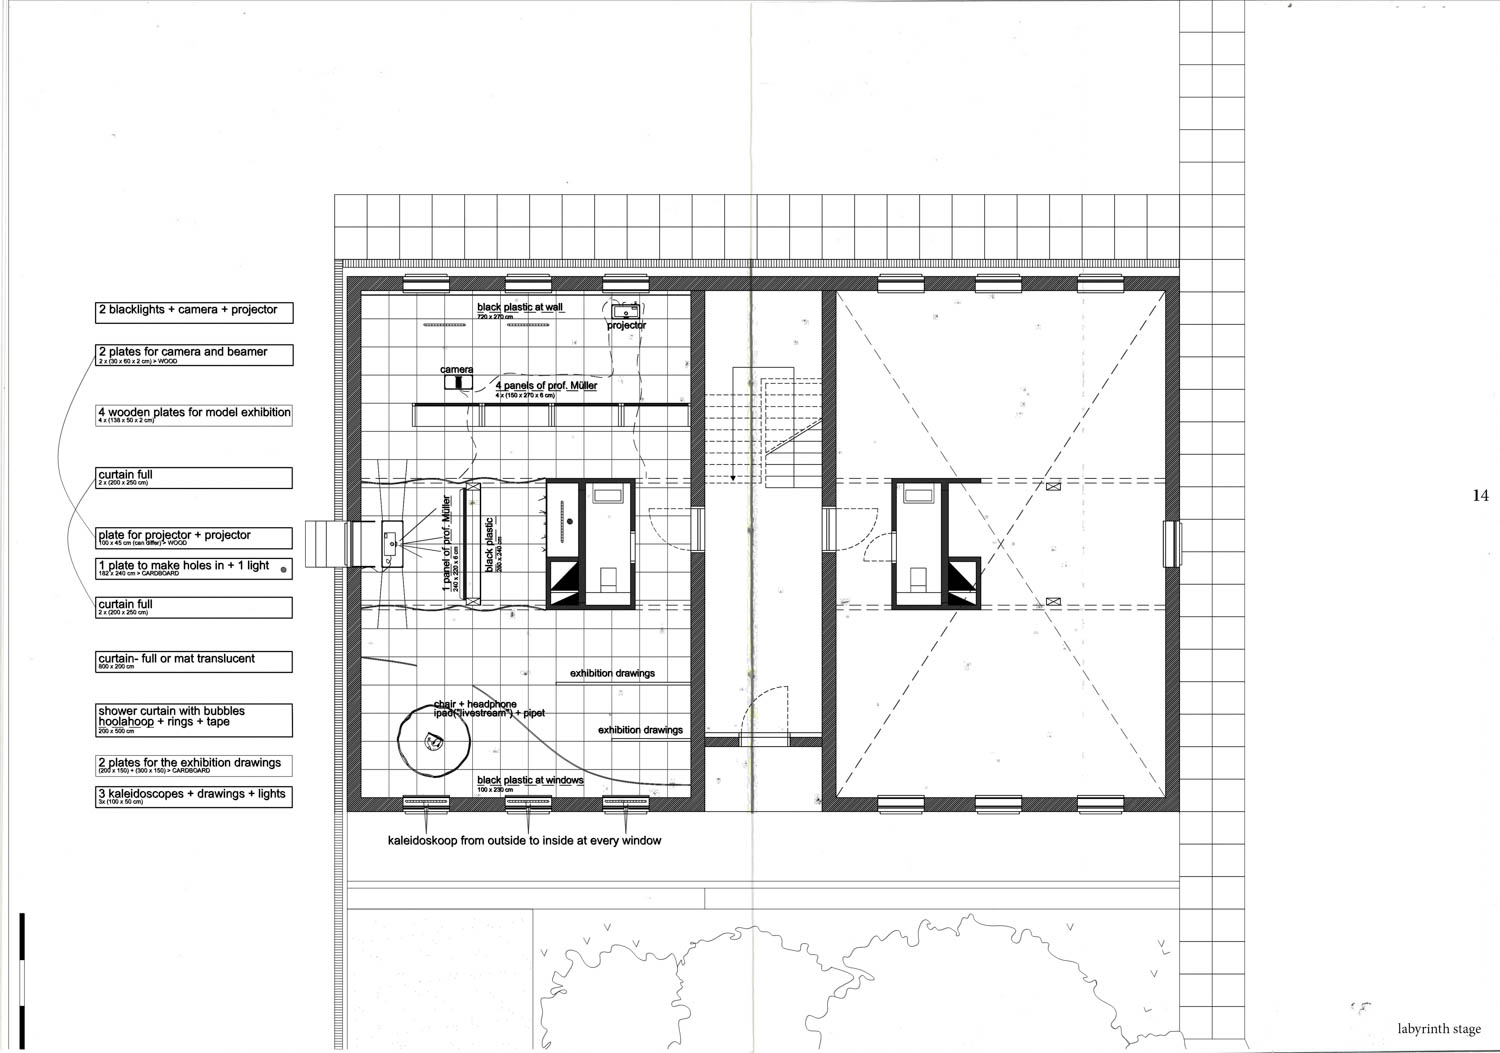 2 blacklights + camera + projector
2 plates for camera and beamer
2 x (30 x 60 x 2 cm) > WOOD
4 wooden plates for model exhibition
4 x (138 x 50 x 2 cm)
curtain full
2 x (200 x 250 cm)
plate for projector + projector
100 x 45 cm (can differ) > WOOD
1 plate to make holes in + 1 light
182 x 240 cm > CARDBOARD
curtain full
2 x (200 x 250 cm)
curtain- full or mat translucent
800 x 200 cm
shower curtain with bubbles
hoolahoop + rings + tape
200 x 500 cm
2 plates for the exhibition drawings
(200 x 150) + (300 x 150) > CARDBOARD
3 kaleidoscopes + drawings + lights
3x (100 x 50 cm)
black plastic at wall
720 x 270 cm
projector
camera
4 panels of prof. Müller
4 x (150 x 270 x 6 cm)
1 panel of prof. Müller
240 x 220 x 6 cm
black plastic
280 x 240 cm
exhibition drawings
chair + headphone
ipad("livestream") + pipet
exhibition drawings
black plastic at windows
100 x 230 cm
kaleidoskoop from outside to inside at every window
14
labyrinth stage